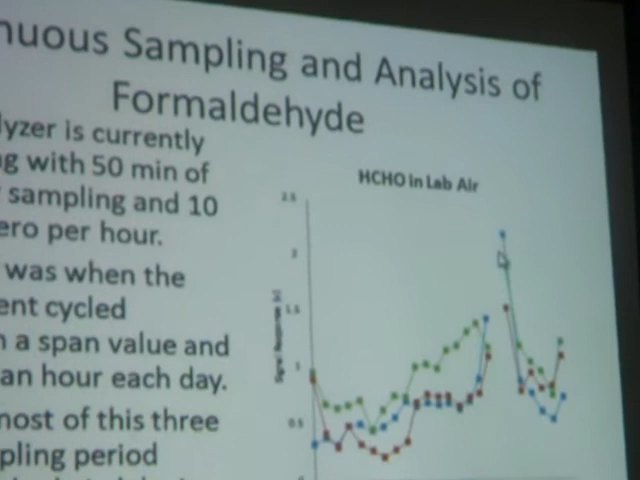 nuous Sampling and Analysis of
Formaldehyde
lyzer is currently
g with 50 min of
sampling and 10
ero per hour.
was when the
ent cycled
a span value and
an hour each day.
most of this three
pling period
HCHO in Lab Air
2.5
2
1.5
1
0.5